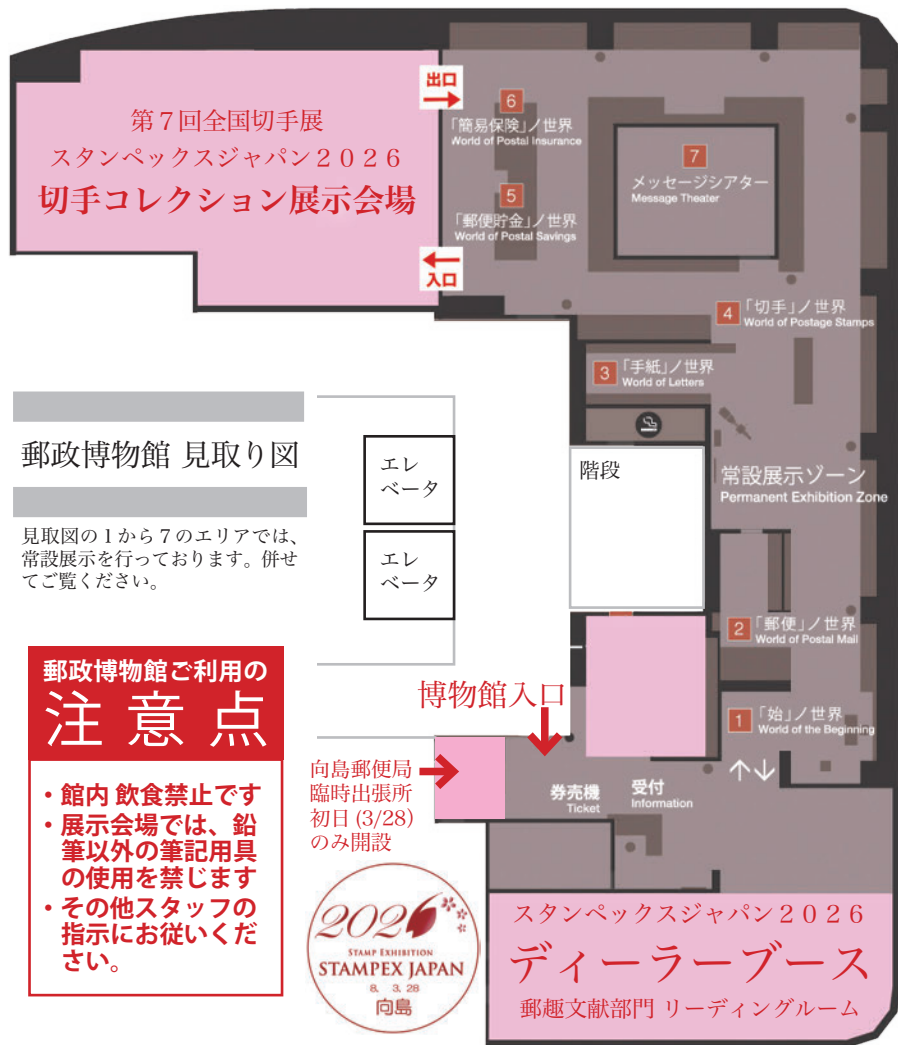 第７回全国切手展
スタンペックスジャパン２０２６
切手コレクション展示会場
出口
入口
6
「簡易保険」ノ世界
World of Postal Insurance
5
「郵便貯金」ノ世界
World of Postal Savings
7
メッセージシアター
Message Theater
4
「切手」ノ世界
World of Postage Stamps
3
「手紙」ノ世界
World of Letters
階段
常設展示ゾーン
Permanent Exhibition Zone
エレ
ベータ
エレ
ベータ
郵政博物館 見取り図
見取図の１から７のエリアでは、
常設展示を行っております。併せ
てご覧ください。
2
「郵便」ノ世界
World of Postal Mail
1
「始」ノ世界
World of the Beginning
郵政博物館ご利用の
注意点
・館内 飲食禁止です
・展示会場では、鉛
筆以外の筆記用具
の使用を禁じます
・その他スタッフの
指示にお従いくだ
さい。
博物館入口
向島郵便局
臨時出張所
初日 (3/28)
のみ開設
券売機
Ticket
受付
Information
2026
STAMP EXHIBITION
STAMPEX JAPAN
8. 3. 28
向島
スタンペックスジャパン２０２６
ディーラーブース
郵趣文献部門 リーディングルーム